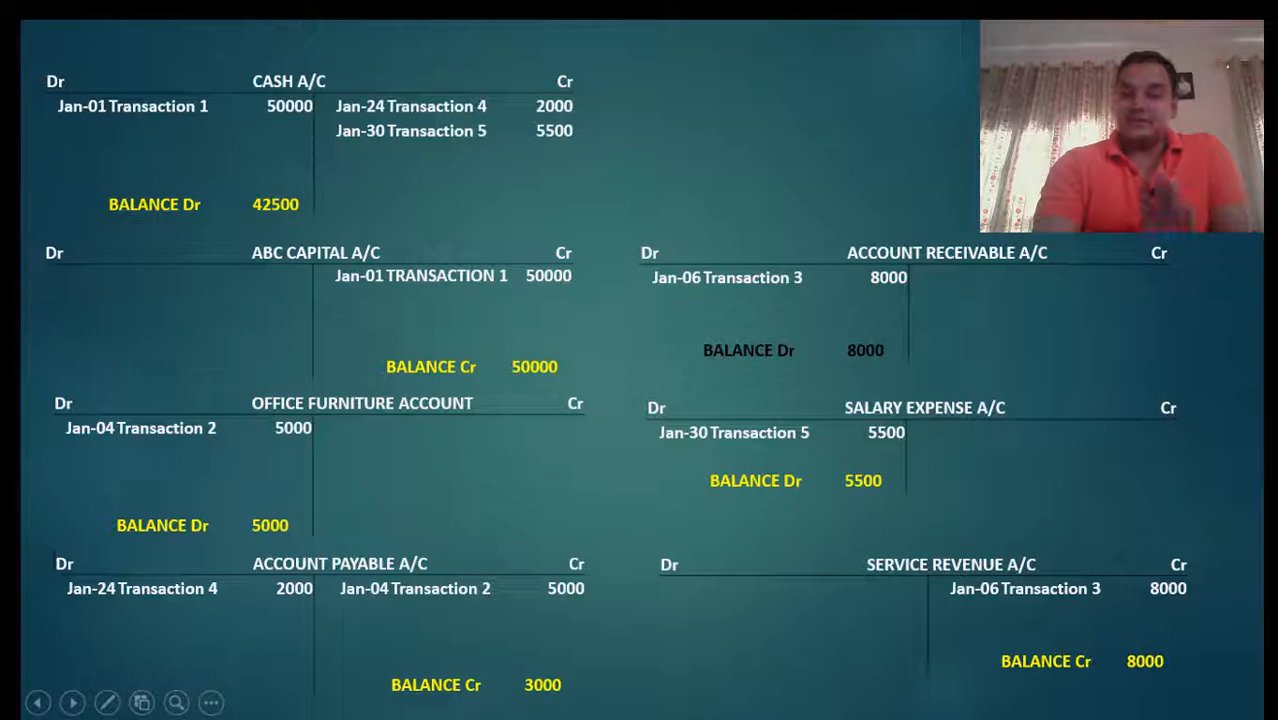 Dr CASH A/C Cr
Jan-01 Transaction 1 50000 Jan-24 Transaction 4 2000
Jan-30 Transaction 5 5500
BALANCE Dr 42500
Dr ABC CAPITAL A/C Cr
Jan-01 TRANSACTION 1 50000
BALANCE Cr 50000
Dr ACCOUNT RECEIVABLE A/C Cr
Jan-06 Transaction 3 8000
BALANCE Dr 8000
Dr OFFICE FURNITURE ACCOUNT Cr
Jan-04 Transaction 2 5000
BALANCE Dr 5000
Dr SALARY EXPENSE A/C Cr
Jan-30 Transaction 5 5500
BALANCE Dr 5500
Dr ACCOUNT PAYABLE A/C Cr
Jan-24 Transaction 4 2000 Jan-04 Transaction 2 5000
BALANCE Cr 3000
Dr SERVICE REVENUE A/C Cr
Jan-06 Transaction 3 8000
BALANCE Cr 8000